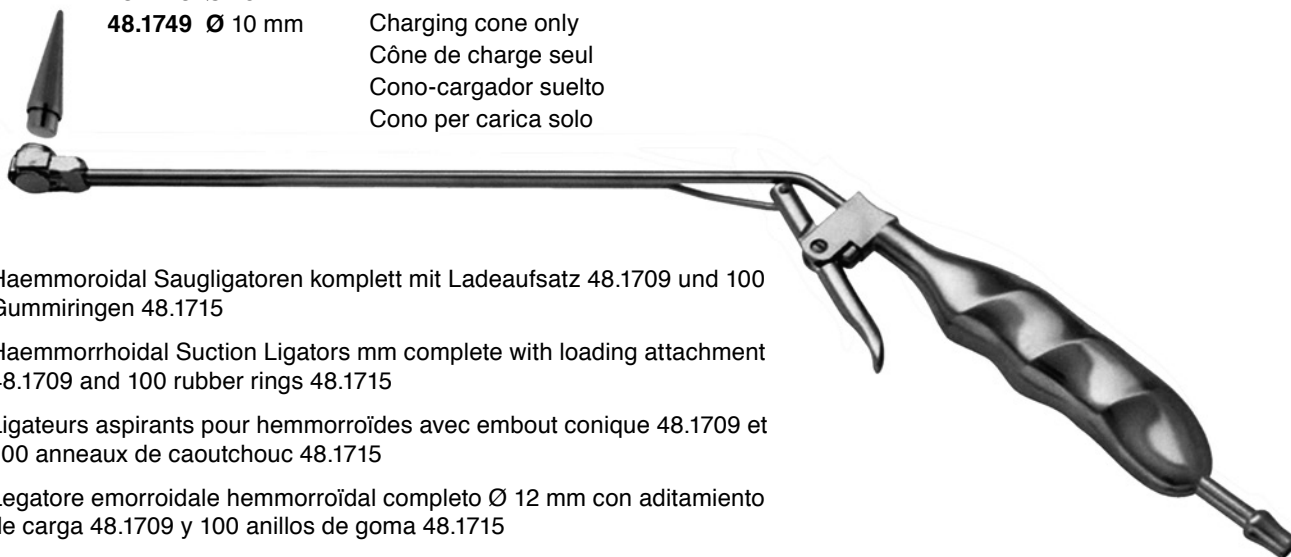 48.1749 Ø 10 mm
Charging cone only
Cône de charge seul
Cono-cargador suelto
Cono per carica solo
Haemmoroidal Saugligatoren komplett mit Ladeaufsatz 48.1709 und 100
Gummiringen 48.1715
Haemmorrhoidal Suction Ligators mm complete with loading attachment
48.1709 and 100 rubber rings 48.1715
Ligateurs aspirants pour hemmorroïdes avec embout conique 48.1709 et
100 anneaux de caoutchouc 48.1715
Legatore emorroidale hemmorroïdal completo Ø 12 mm con aditamiento
de carga 48.1709 y 100 anillos de goma 48.1715